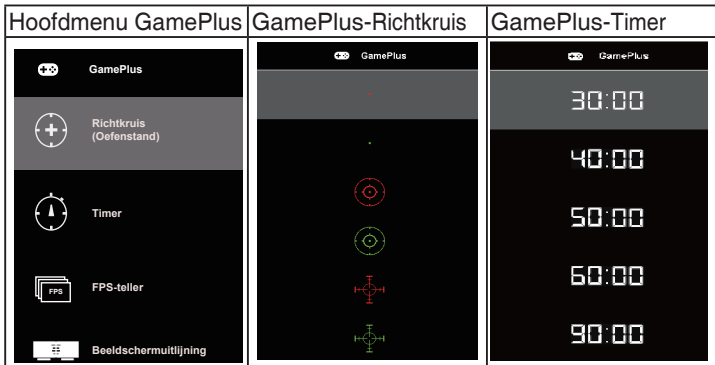 Hoofdmenu GamePlus
GamePlus-Richtkruis
GamePlus-Timer
GamePlus
Richtkruis
(Oefenstand)
Timer
FPS
FPS-teller
Beeldschermuitlijning
GamePlus
GamePlus
30:00
40:00
50:00
60:00
90:00